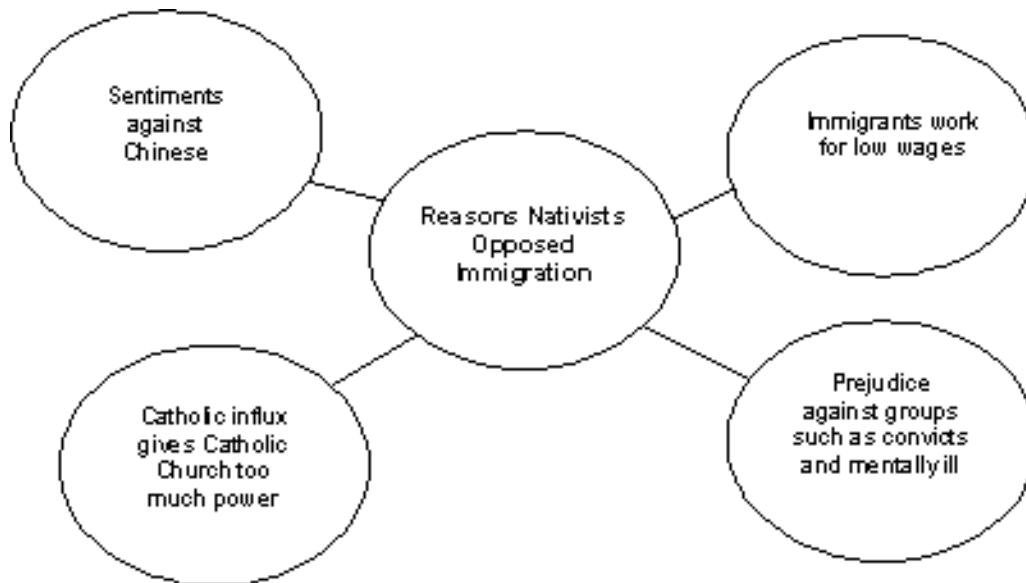 Sentiments
against
Chinese
Immigrants work
for low wages
Reasons Nativists
Opposed
Immigration
Catholic influx
gives Catholic
Church too
much power
Prejudice
against groups
such as convicts
and mentally ill